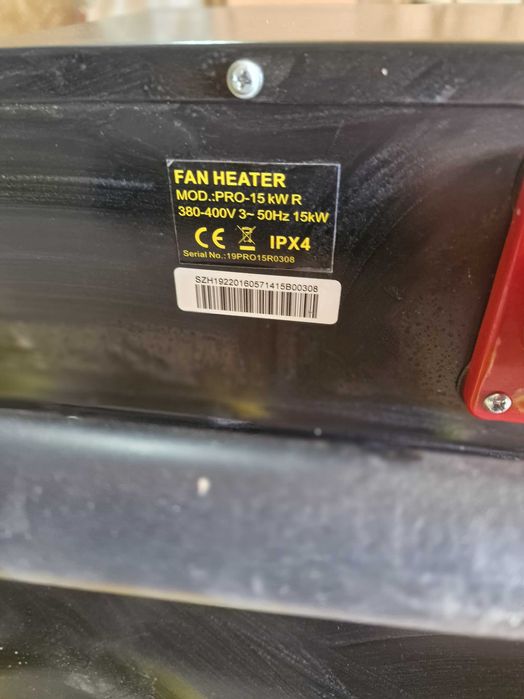 FAN HEATER
MOD.:PRO-15 kW R
380-400V 3~ 50Hz 15kW
CE IPX4
Serial No.:19PRO15R0308
SZH19220160571415B00308